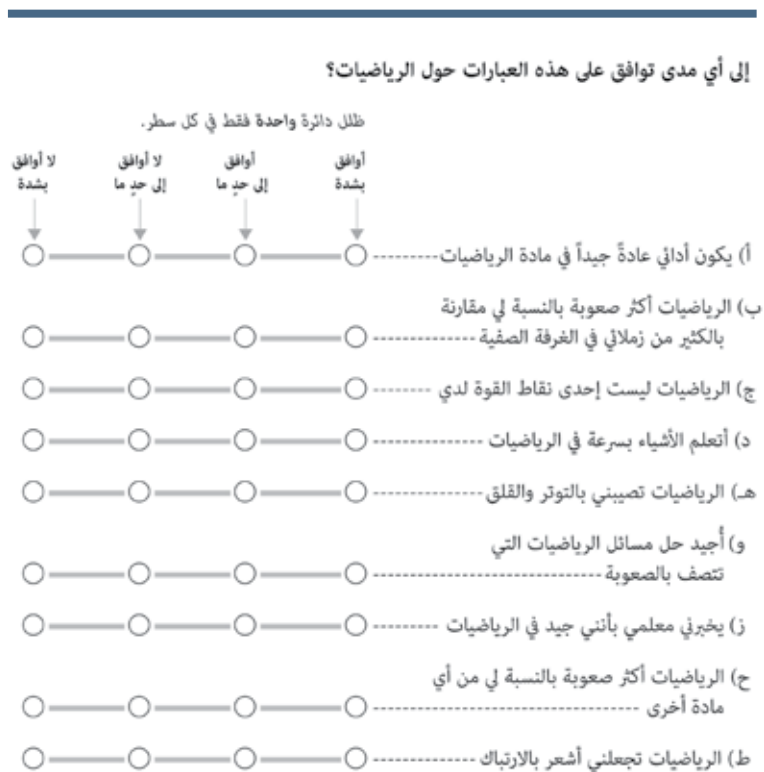 إلى أي مدى توافق على هذه العبارات حول الرياضيات؟
ظلل دائرة واحدة فقط في كل سطر.
أوافق بشدة
أوافق إلى حدٍ ما
لا أوافق إلى حدٍ ما
لا أوافق بشدة
أ) يكون أدائي عادةً جيداً في مادة الرياضيات
ب) الرياضيات أكثر صعوبة بالنسبة لي مقارنة
بالكثير من زملائي في الغرفة الصفية
ج) الرياضيات ليست إحدى نقاط القوة لدي
د) أتعلم الأشياء بسرعة في الرياضيات
هـ) الرياضيات تصيبني بالتوتر والقلق
و) أجيد حل مسائل الرياضيات التي
تتصف بالصعوبة
ز) يخبرني معلمي بأنني جيد في الرياضيات
ح) الرياضيات أكثر صعوبة بالنسبة لي من أي
مادة أخرى
ط) الرياضيات تجعلني أشعر بالارتباك